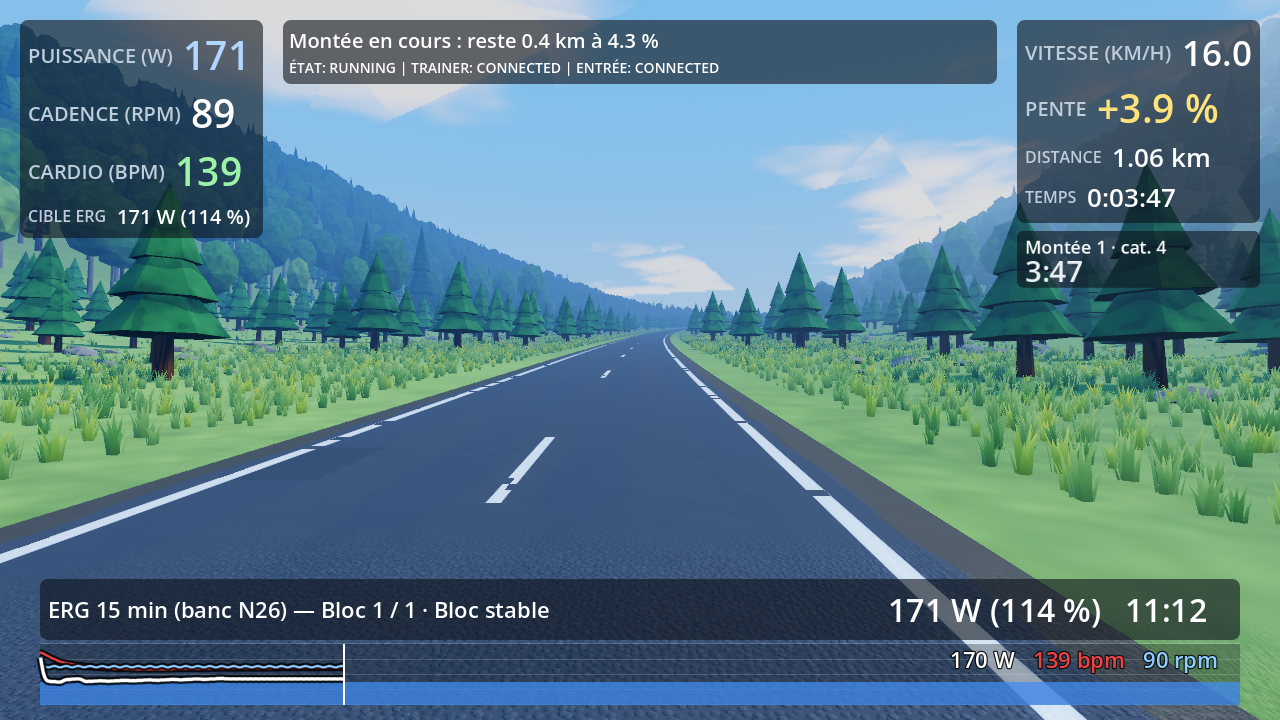 PUISSANCE (W) 171
CADENCE (RPM) 89
CARDIO (BPM) 139
CIBLE ERG 171 W (114 %)
Montée en cours : reste 0.4 km à 4.3 %
ÉTAT: RUNNING | TRAINER: CONNECTED | ENTRÉE: CONNECTED
VITESSE (KM/H) 16.0
PENTE +3.9 %
DISTANCE 1.06 km
TEMPS 0:03:47
Montée 1 · cat. 4
3:47
ERG 15 min (banc N26) — Bloc 1 / 1 · Bloc stable 171 W (114 %) 11:12
170 W 139 bpm 90 rpm